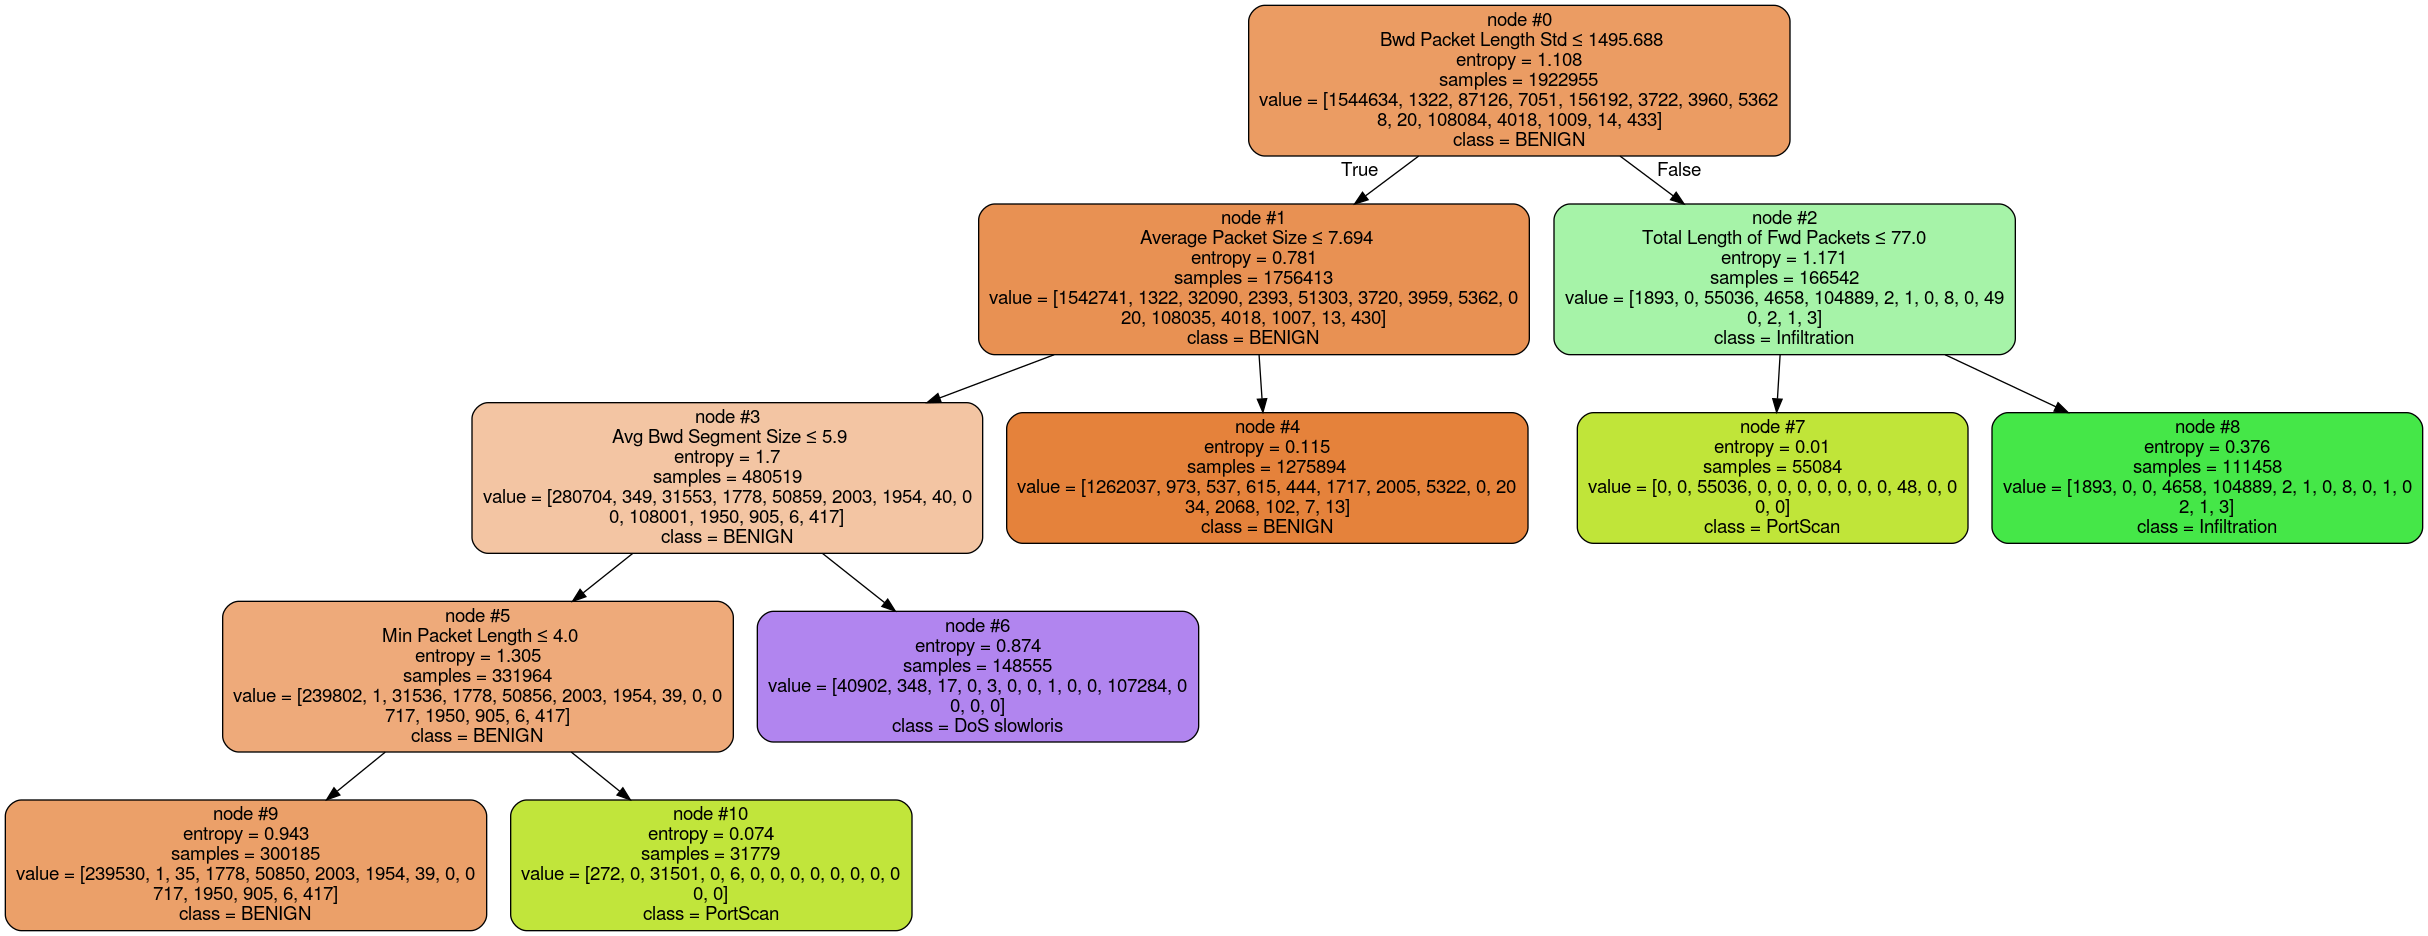 node #0
Bwd Packet Length Std ≤ 1495.688
entropy = 1.108
samples = 1922955
value = [1544634, 1322, 87126, 7051, 156192, 3722, 3960, 5362
8, 20, 108084, 4018, 1009, 14, 433]
class = BENIGN
True
False
node #1
Average Packet Size ≤ 7.694
entropy = 0.781
samples = 1756413
value = [1542741, 1322, 32090, 2393, 51303, 3720, 3959, 5362, 0
20, 108035, 4018, 1007, 13, 430]
class = BENIGN
node #2
Total Length of Fwd Packets ≤ 77.0
entropy = 1.171
samples = 166542
value = [1893, 0, 55036, 4658, 104889, 2, 1, 0, 8, 0, 49
0, 2, 1, 3]
class = Infiltration
node #3
Avg Bwd Segment Size ≤ 5.9
entropy = 1.7
samples = 480519
value = [280704, 349, 31553, 1778, 50859, 2003, 1954, 40, 0
0, 108001, 1950, 905, 6, 417]
class = BENIGN
node #4
entropy = 0.115
samples = 1275894
value = [1262037, 973, 537, 615, 444, 1717, 2005, 5322, 0, 20
34, 2068, 102, 7, 13]
class = BENIGN
node #7
entropy = 0.01
samples = 55084
value = [0, 0, 55036, 0, 0, 0, 0, 0, 0, 0, 48, 0, 0
0, 0]
class = PortScan
node #8
entropy = 0.376
samples = 111458
value = [1893, 0, 0, 4658, 104889, 2, 1, 0, 8, 0, 1, 0
2, 1, 3]
class = Infiltration
node #5
Min Packet Length ≤ 4.0
entropy = 1.305
samples = 331964
value = [239802, 1, 31536, 1778, 50856, 2003, 1954, 39, 0, 0
717, 1950, 905, 6, 417]
class = BENIGN
node #6
entropy = 0.874
samples = 148555
value = [40902, 348, 17, 0, 3, 0, 0, 1, 0, 0, 107284, 0
0, 0, 0]
class = DoS slowloris
node #9
entropy = 0.943
samples = 300185
value = [239530, 1, 35, 1778, 50850, 2003, 1954, 39, 0, 0
717, 1950, 905, 6, 417]
class = BENIGN
node #10
entropy = 0.074
samples = 31779
value = [272, 0, 31501, 0, 6, 0, 0, 0, 0, 0, 0, 0, 0
0, 0]
class = PortScan